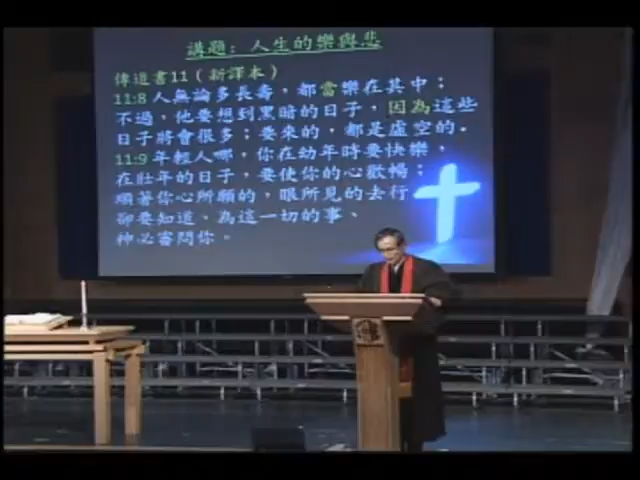 講題：人生的樂與悲
傳道書11（新譯本）
11:8 人無論多長壽，都當樂在其中；
不過，他要想到黑暗的日子，因為這些
日子將會很多；要來的，都是虛空的。
11:9 年輕人哪，你在幼年時要快樂，
在壯年的日子，要使你的心歡暢；
順著你心所願的，眼所見的去行
卻要知道、為這一切的事、
神必審問你。